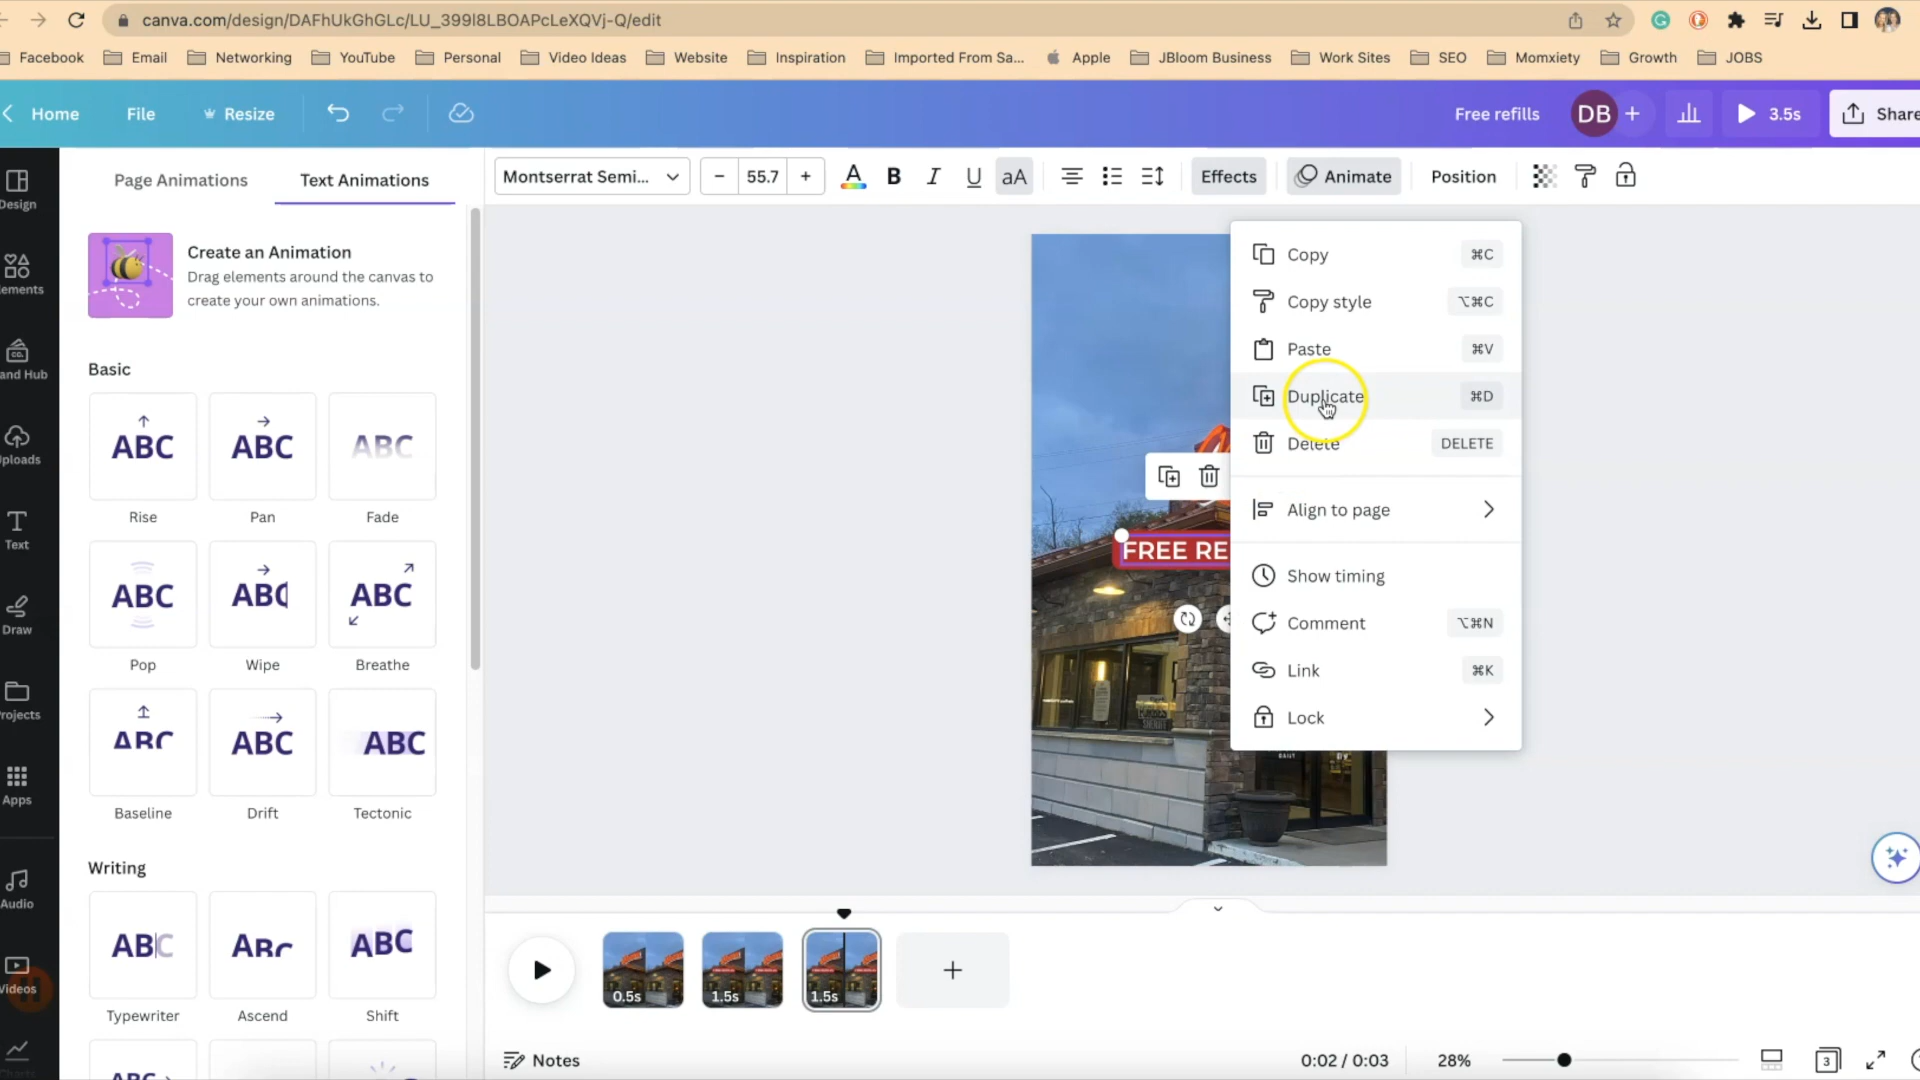 canva.com/design/DAFhUkGhGLc/LU_399l8LBOAPcLeXQVj-Q/edit
Facebook Email Networking YouTube Personal Video Ideas Website Inspiration Imported From Sa... Apple JBloom Business Work Sites SEO Momxiety Growth JOBS
Home File Resize Free refills DB + 3.5s Share
Page Animations Text Animations
Montserrat Semi... − 55.7 + A B I U aA Effects Animate Position
Design
Create an Animation
Drag elements around the canvas to
create your own animations.
Copy ⌘C
Copy style ⌥⌘C
Paste ⌘V
Duplicate ⌘D
Delete DELETE
Align to page
Show timing
Comment ⌥⌘N
Link ⌘K
Lock
FREE RE
SHERIFF
lements
and Hub
Uploads
Text
Draw
Projects
Apps
Audio
Videos
Charts
Basic
ABC ABC ABC
Rise Pan Fade
ABC ABC ABC
Pop Wipe Breathe
ABC ABC ABC
Baseline Drift Tectonic
Writing
ABC ABC ABC
Typewriter Ascend Shift
0.5s 1.5s 1.5s +
Notes 0:02 / 0:03 28% 3